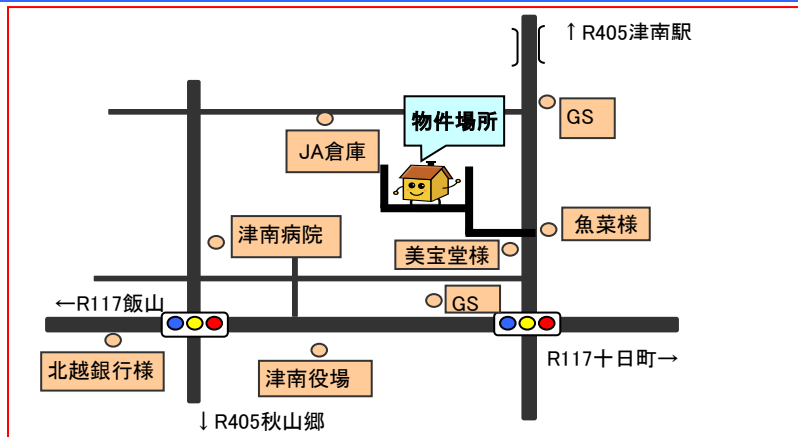 ↑R405津南駅
物件場所
GS
JA倉庫
魚菜様
津南病院
美宝堂様
←R117飯山
GS
R117十日町→
北越銀行様
津南役場
↓R405秋山郷